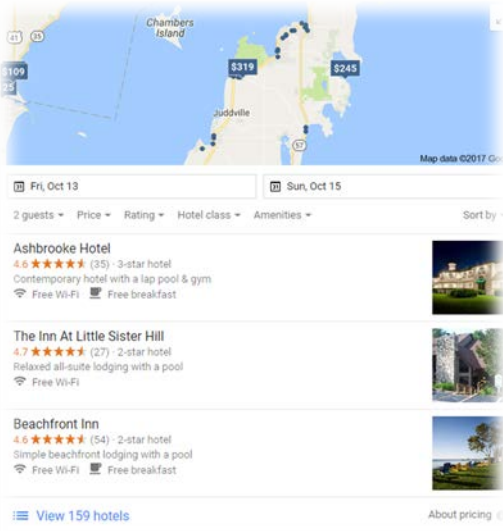 Chambers
Island
41 35
$109
25
$319
$245
Juddville
57
Map data ©2017 Go
Fri, Oct 13
Sun, Oct 15
2 guests Price Rating Hotel class Amenities Sort by
Ashbrooke Hotel
4.6 (35) · 3-star hotel
Contemporary hotel with a lap pool & gym
Free Wi-Fi Free breakfast
The Inn At Little Sister Hill
4.7 (27) · 2-star hotel
Relaxed all-suite lodging with a pool
Free Wi-Fi
Beachfront Inn
4.6 (54) · 2-star hotel
Simple beachfront lodging with a pool
Free Wi-Fi Free breakfast
View 159 hotels
About pricing